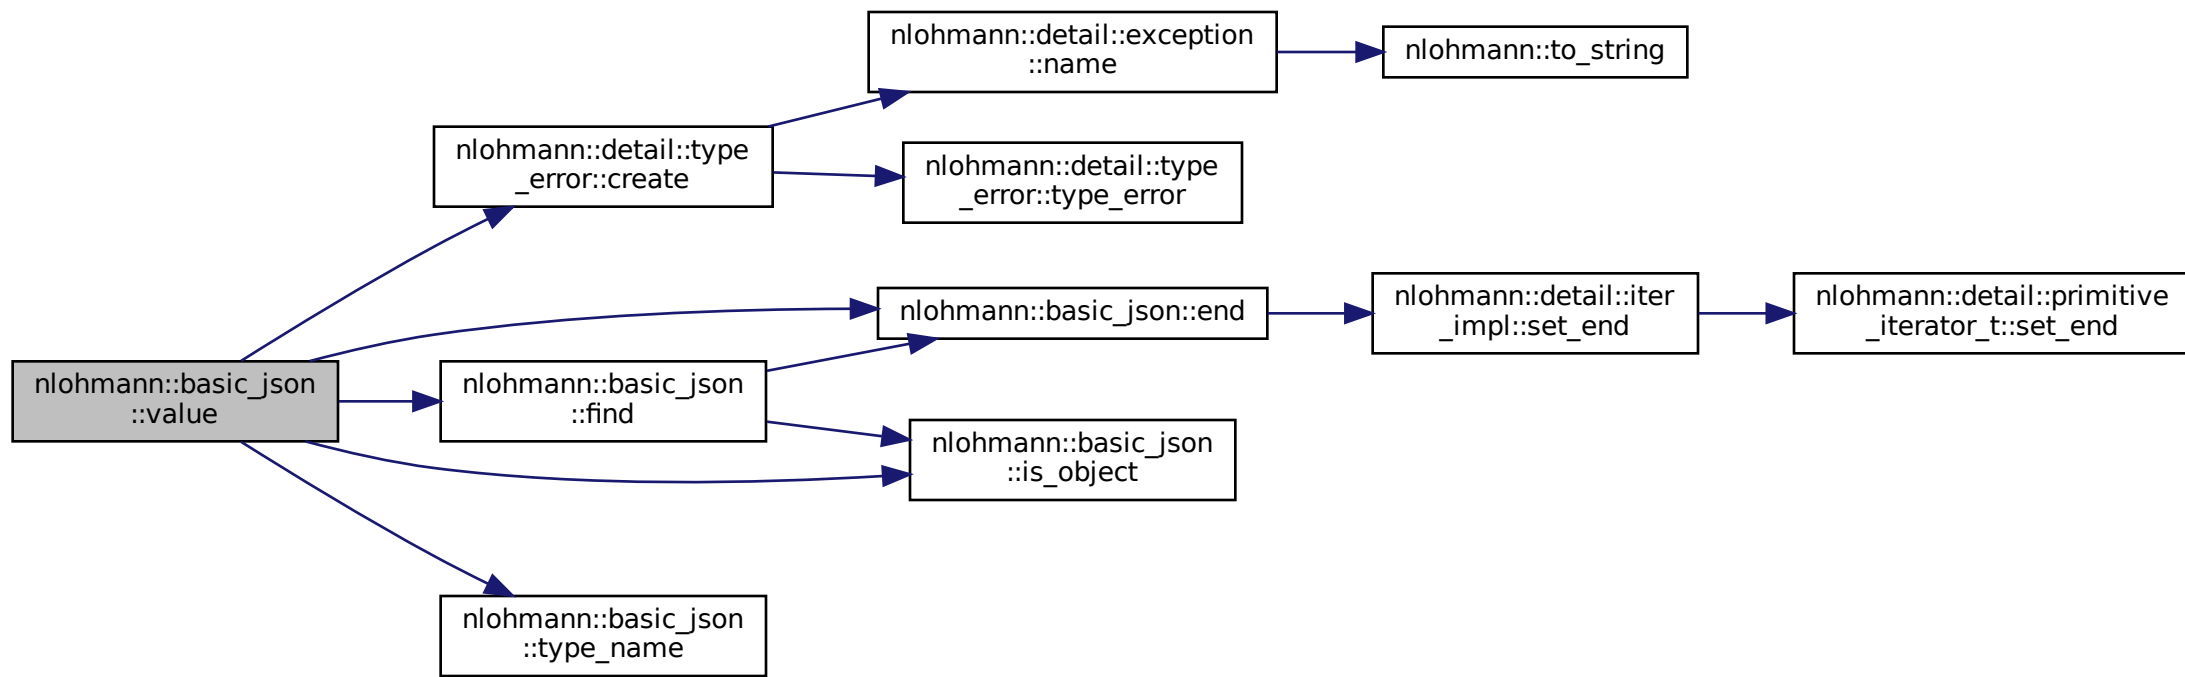 nlohmann::detail::exception
::name
nlohmann::to_string
nlohmann::detail::type
_error::create
nlohmann::detail::type
_error::type_error
nlohmann::basic_json::end
nlohmann::detail::iter
_impl::set_end
nlohmann::detail::primitive
_iterator_t::set_end
nlohmann::basic_json
::value
nlohmann::basic_json
::find
nlohmann::basic_json
::is_object
nlohmann::basic_json
::type_name